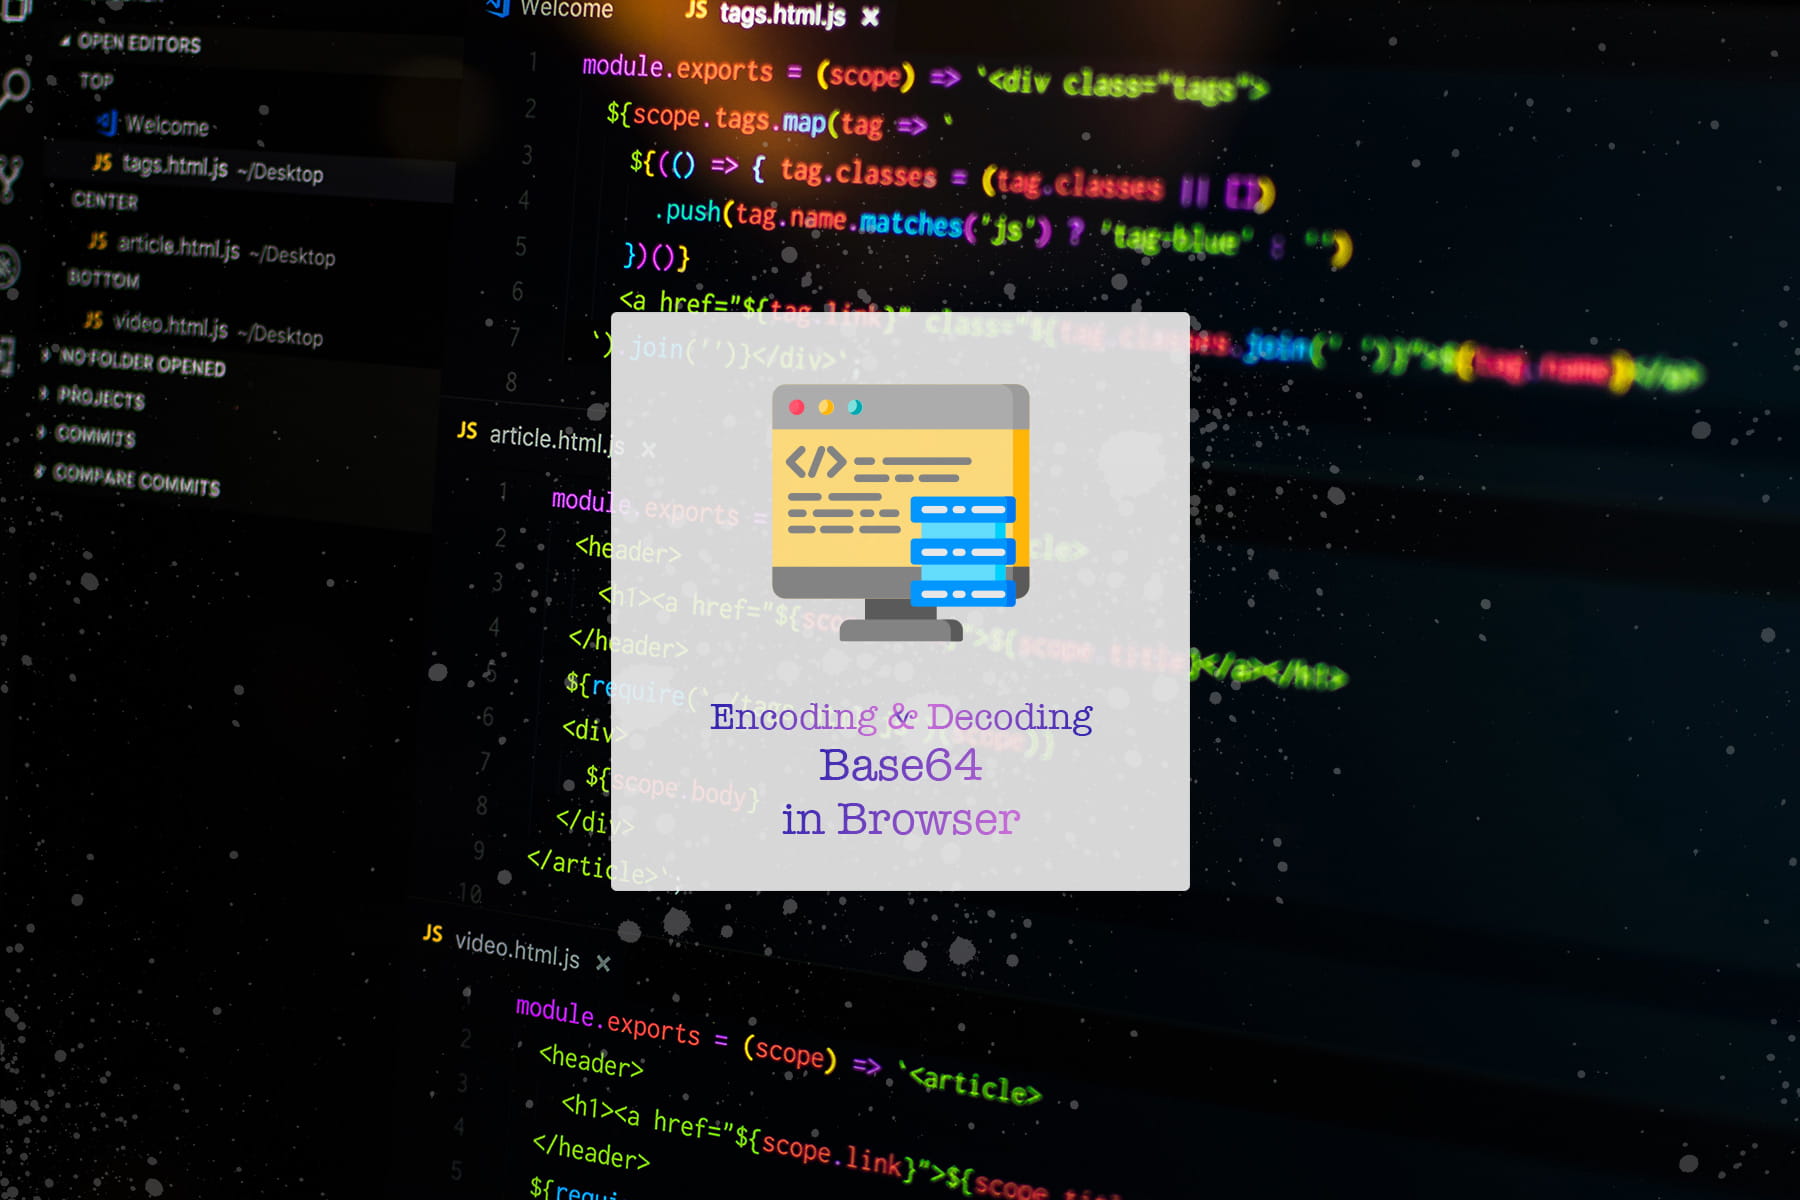 OPEN EDITORS
TOP
Welcome
JS tags.html.js ~/Desktop
CENTER
JS article.html.js ~/Desktop
BOTTOM
JS video.html.js ~/Desktop
NO FOLDER OPENED
PROJECTS
COMMITS
COMPARE COMMITS
Welcome JS tags.html.js ×
1 module.exports = (scope) => `<div class="tags">
2 ${scope.tags.map(tag => `
3 ${(() => { tag.classes = (tag.classes || [])
4 .push(tag.name.matches('js') ? 'tag-blue' : '')
5 })()}
6 <a href="${tag.link}" class="${tag.classes.join(' ')}">${tag.name}</a>
7 `).join('')}</div>`;
8
JS article.html.js ×
1 module.exports =
2 <header>
3 <h1><a href="${ ">${scope.title}</a></h1>
4 </header>
5 ${require(`
6 <div>
7 ${scope.body}
8 </div>
9 </article>`;
10
JS video.html.js ×
1 module.exports = (scope) => `<article>
2 <header>
3 <h1><a href="${scope.link}">${scope.
4 </header>
5
</> 
Encoding & Decoding
Base64
in Browser